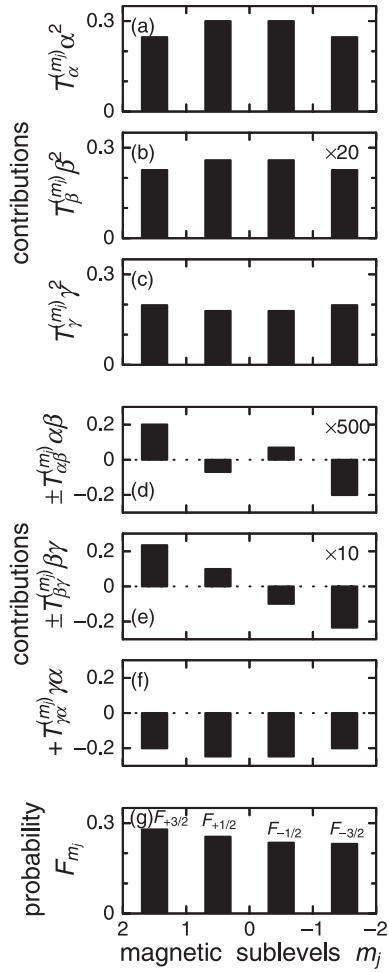 (a)
0.3
0
T_α^(m_j) α²
(b)
×20
0.3
0
T_β^(m_j) β²
(c)
0.3
0
T_γ^(m_j) γ²
contributions
(d)
×500
0.2
0
−0.2
±T_αβ^(m_j) αβ
(e)
×10
0.2
0
−0.2
±T_βγ^(m_j) βγ
(f)
0.2
0
−0.2
+T_γα^(m_j) γα
contributions
(g)
F_+3/2
F_+1/2
F_−1/2
F_−3/2
0.3
0
probability
F_m_j
2 1 0 −1 −2
magnetic sublevels m_j